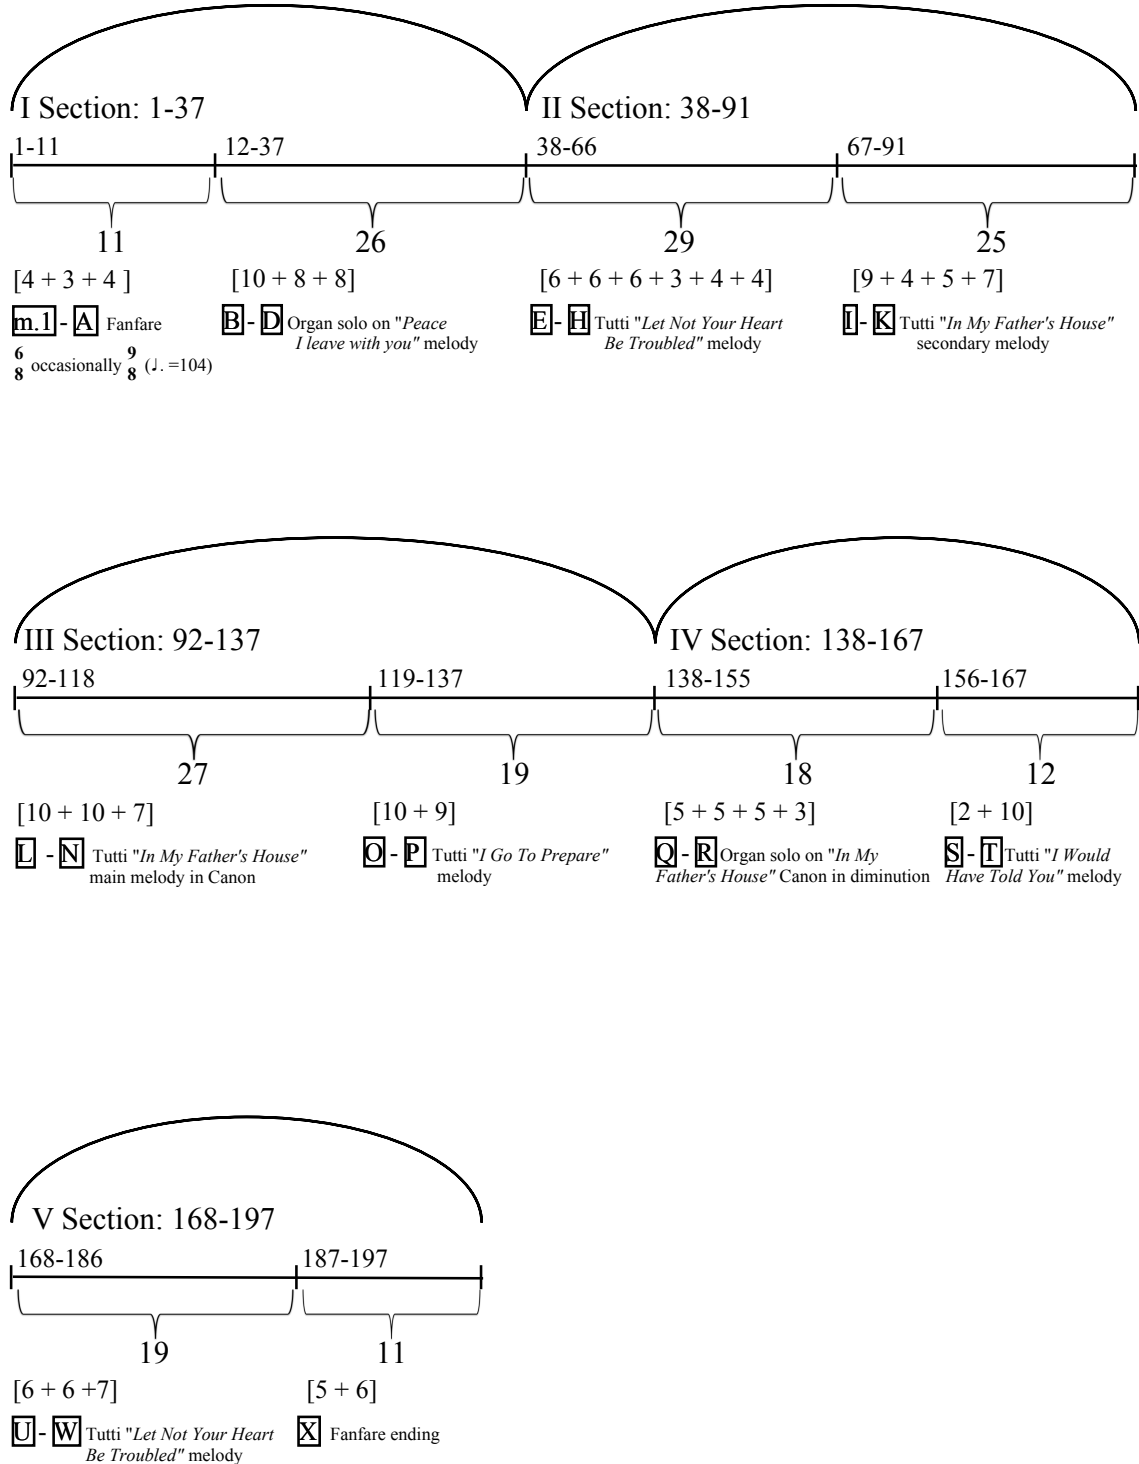 I Section: 1-37
II Section: 38-91
1-11
12-37
38-66
67-91
11
26
29
25
[4 + 3 + 4 ]
[10 + 8 + 8]
[6 + 6 + 6 + 3 + 4 + 4]
[9 + 4 + 5 + 7]
m.1 - A Fanfare
B - D Organ solo on "Peace
I leave with you" melody
E - H Tutti "Let Not Your Heart
Be Troubled" melody
I - K Tutti "In My Father's House"
secondary melody
6/8 occasionally 9/8 (♩. =104)
III Section: 92-137
IV Section: 138-167
92-118
119-137
138-155
156-167
27
19
18
12
[10 + 10 + 7]
[10 + 9]
[5 + 5 + 5 + 3]
[2 + 10]
L - N Tutti "In My Father's House"
main melody in Canon
O - P Tutti "I Go To Prepare"
melody
Q - R Organ solo on "In My
Father's House" Canon in diminution
S - T Tutti "I Would
Have Told You" melody
V Section: 168-197
168-186
187-197
19
11
[6 + 6 +7]
[5 + 6]
U - W Tutti "Let Not Your Heart
Be Troubled" melody
X Fanfare ending